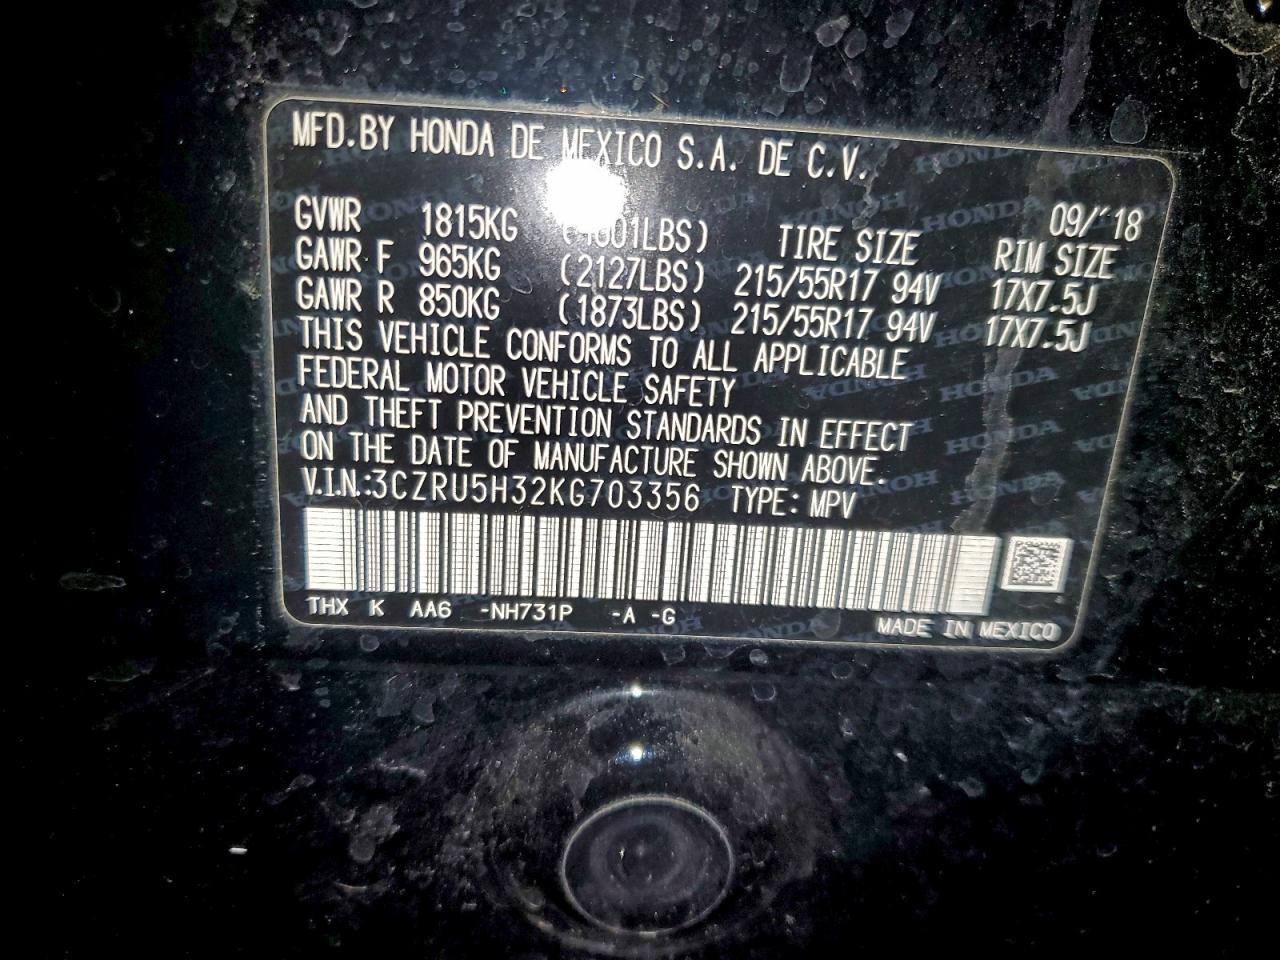 MFD.BY HONDA DE MEXICO S.A. DE C.V.
09/'18
GVWR 1815KG (4001LBS) TIRE SIZE RIM SIZE
GAWR F 965KG (2127LBS) 215/55R17 94V 17X7.5J
GAWR R 850KG (1873LBS) 215/55R17 94V 17X7.5J
THIS VEHICLE CONFORMS TO ALL APPLICABLE
FEDERAL MOTOR VEHICLE SAFETY
AND THEFT PREVENTION STANDARDS IN EFFECT
ON THE DATE OF MANUFACTURE SHOWN ABOVE.
V.I.N.:3CZRU5H32KG703356 TYPE: MPV
THX K AA6 -NH731P -A -G
MADE IN MEXICO